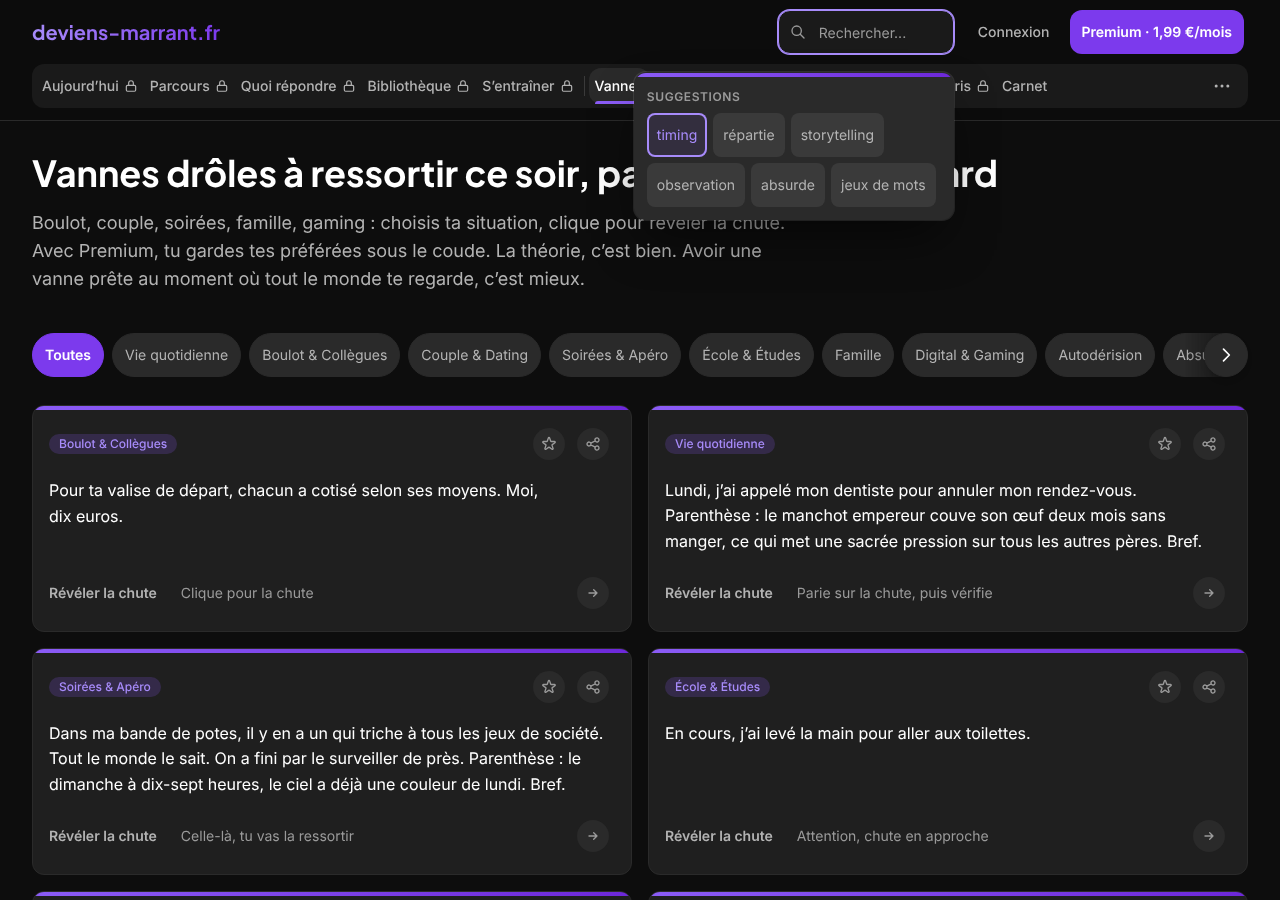 deviens-marrant.fr
Rechercher...
Connexion
Premium · 1,99 €/mois
Aujourd’hui
Parcours
Quoi répondre
Bibliothèque
S’entraîner
Carnet
SUGGESTIONS
timing
répartie
storytelling
observation
absurde
jeux de mots
Vannes drôles à ressortir ce soir,
Boulot, couple, soirées, famille, gaming : choisis ta situation, clique pour révéler la chute.
Avec Premium, tu gardes tes préférées sous le coude. La théorie, c’est bien. Avoir une
vanne prête au moment où tout le monde te regarde, c’est mieux.
Toutes
Vie quotidienne
Boulot & Collègues
Couple & Dating
Soirées & Apéro
École & Études
Famille
Digital & Gaming
Autodérision
Boulot & Collègues
Pour ta valise de départ, chacun a cotisé selon ses moyens. Moi,
dix euros.
Révéler la chute
Clique pour la chute
Vie quotidienne
Lundi, j’ai appelé mon dentiste pour annuler mon rendez-vous.
Parenthèse : le manchot empereur couve son œuf deux mois sans
manger, ce qui met une sacrée pression sur tous les autres pères. Bref.
Révéler la chute
Parie sur la chute, puis vérifie
Soirées & Apéro
Dans ma bande de potes, il y en a un qui triche à tous les jeux de société.
Tout le monde le sait. On a fini par le surveiller de près. Parenthèse : le
dimanche à dix-sept heures, le ciel a déjà une couleur de lundi. Bref.
Révéler la chute
Celle-là, tu vas la ressortir
École & Études
En cours, j’ai levé la main pour aller aux toilettes.
Révéler la chute
Attention, chute en approche